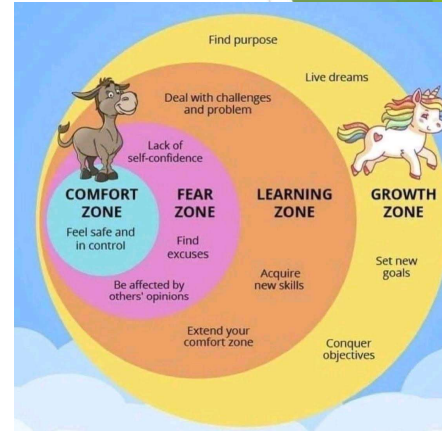 Find purpose
Live dreams
Deal with challenges
and problem
Lack of
self-confidence
COMFORT
ZONE
Feel safe and
in control
FEAR
ZONE
Find
excuses
Be affected by
others' opinions
LEARNING
ZONE
Acquire
new skills
Extend your
comfort zone
GROWTH
ZONE
Set new
goals
Conquer
objectives